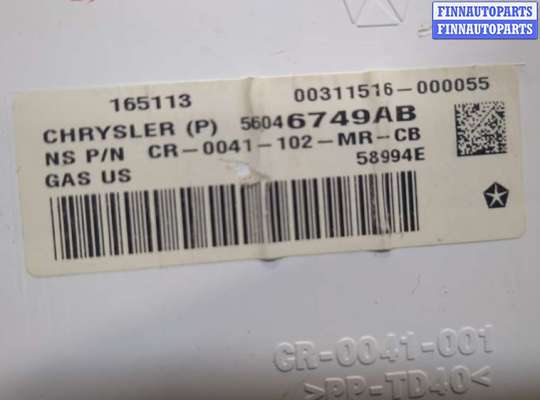 FINNAUTOPARTS
FINNAUTOPARTS
165113 00311516-000055
CHRYSLER (P) 56046749AB
NS P/N CR-0041-102-MR-CB
GAS US 58994E
CR-0041-001
>PP-TD40<